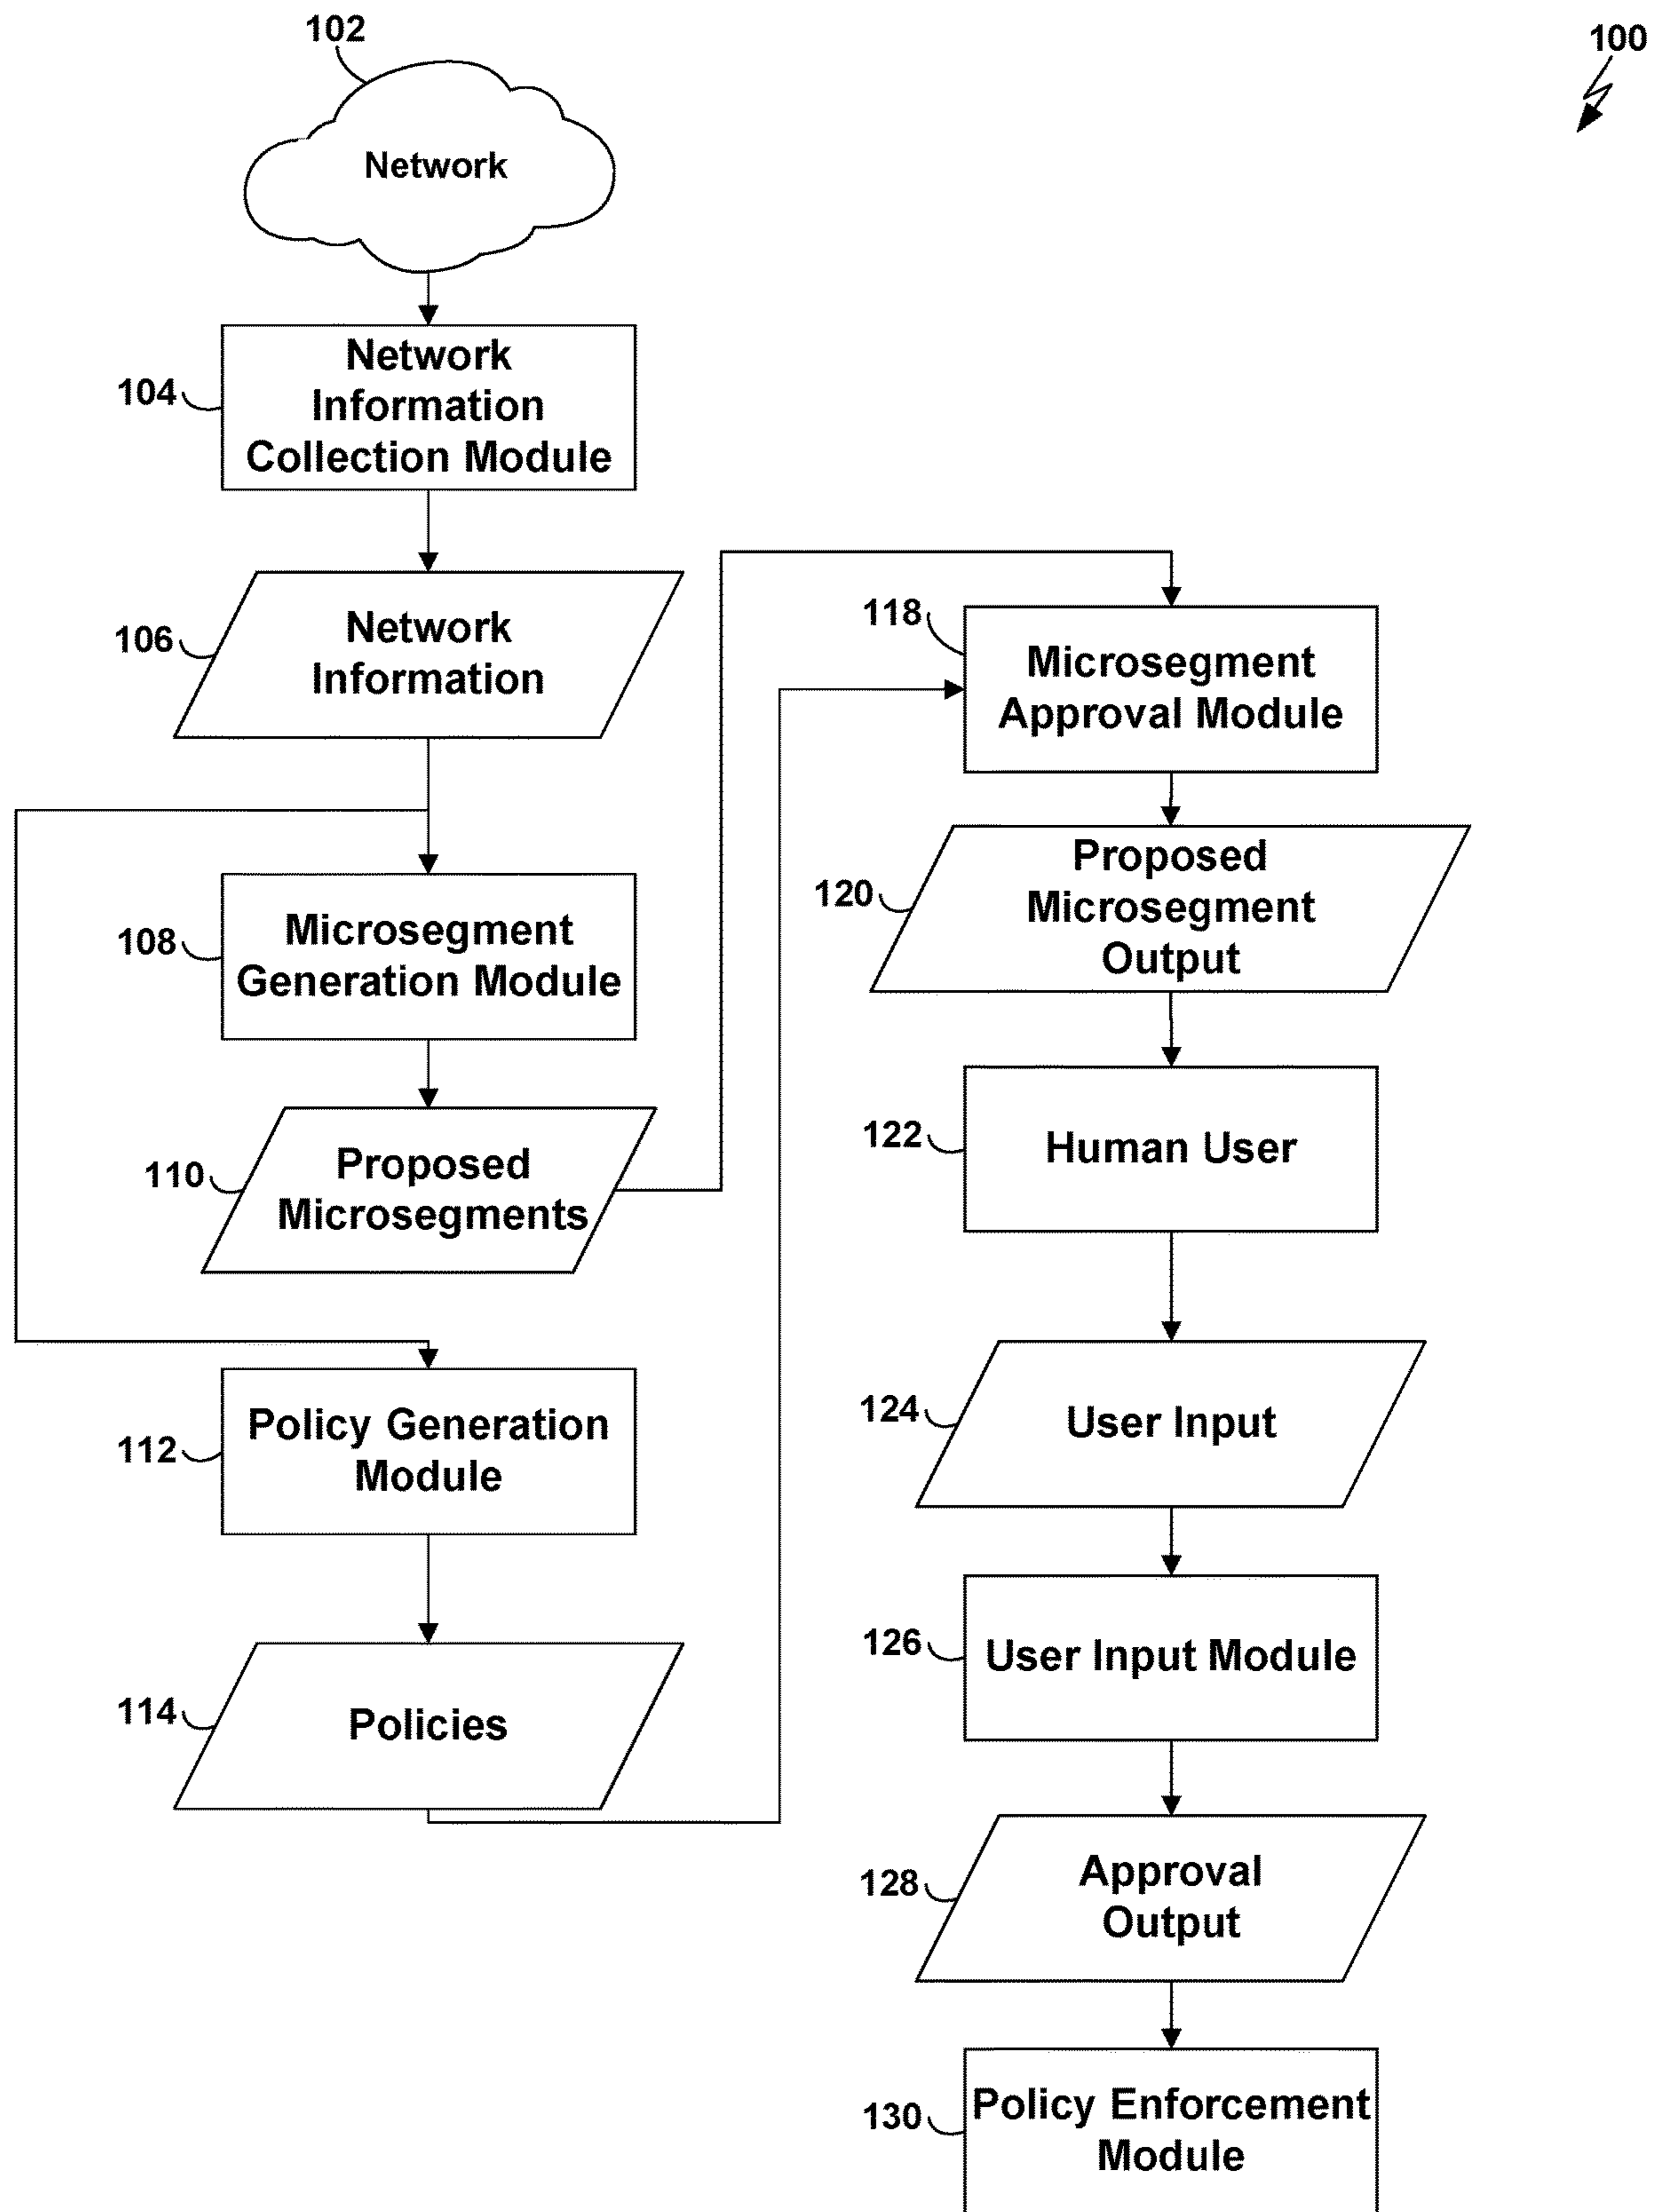 102
100
Network
104
Network
Information
Collection Module
106
Network
Information
108
Microsegment
Generation Module
110
Proposed
Microsegments
112
Policy Generation
Module
114
Policies
118
Microsegment
Approval Module
120
Proposed
Microsegment
Output
122
Human User
124
User Input
126
User Input Module
128
Approval
Output
130
Policy Enforcement
Module